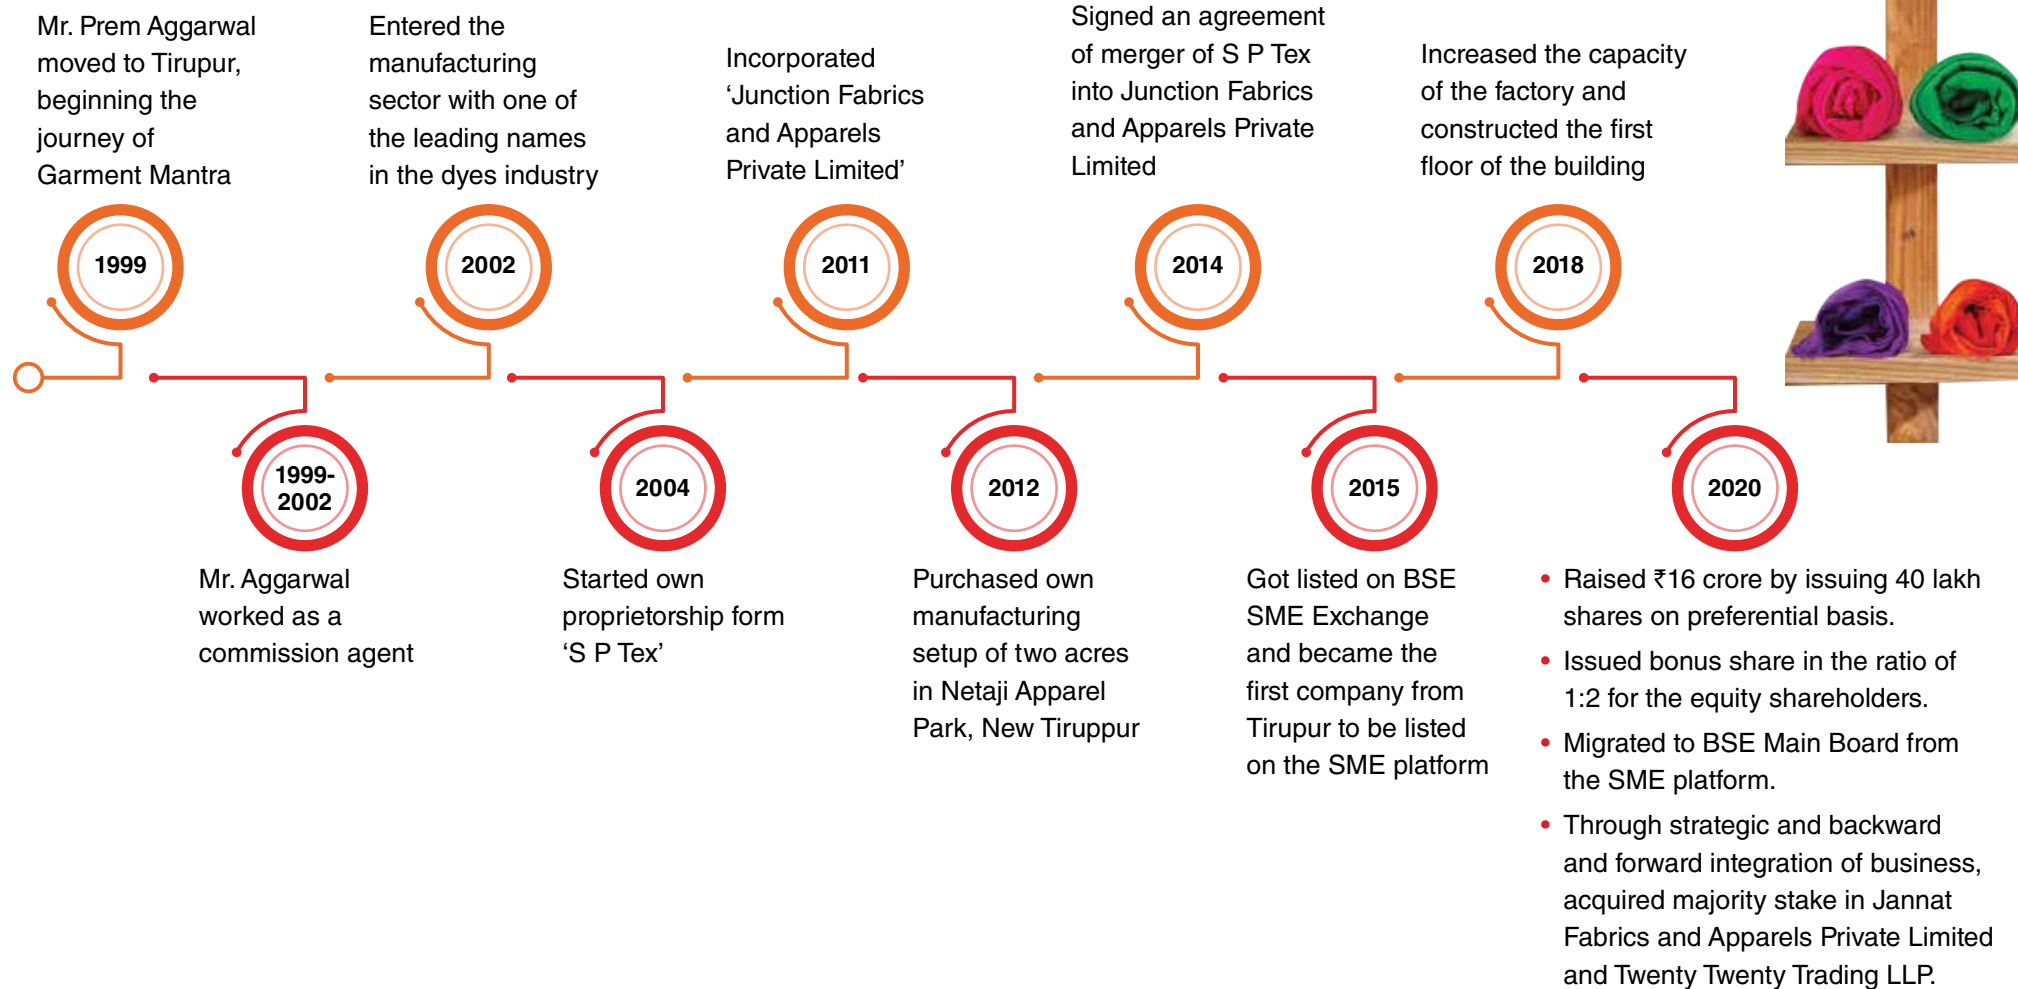 Mr. Prem Aggarwal
moved to Tirupur,
beginning the
journey of
Garment Mantra
Entered the
manufacturing
sector with one of
the leading names
in the dyes industry
Incorporated
‘Junction Fabrics
and Apparels
Private Limited’
Signed an agreement
of merger of S P Tex
into Junction Fabrics
and Apparels Private
Limited
Increased the capacity
of the factory and
constructed the first
floor of the building
1999
2002
2011
2014
2018
1999-
2002
2004
2012
2015
2020
Mr. Aggarwal
worked as a
commission agent
Started own
proprietorship form
‘S P Tex’
Purchased own
manufacturing
setup of two acres
in Netaji Apparel
Park, New Tiruppur
Got listed on BSE
SME Exchange
and became the
first company from
Tirupur to be listed
on the SME platform
• Raised ₹16 crore by issuing 40 lakh
shares on preferential basis.
• Issued bonus share in the ratio of
1:2 for the equity shareholders.
• Migrated to BSE Main Board from
the SME platform.
• Through strategic and backward
and forward integration of business,
acquired majority stake in Jannat
Fabrics and Apparels Private Limited
and Twenty Twenty Trading LLP.